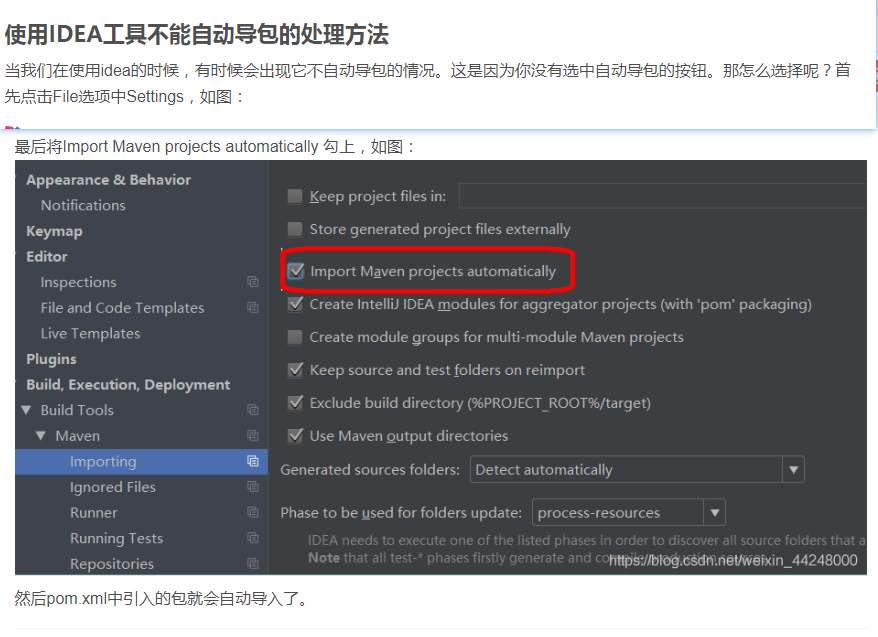 使用IDEA工具不能自动导包的处理方法
当我们在使用idea的时候，有时候会出现它不自动导包的情况。这是因为你没有选中自动导包的按钮。那怎么选择呢？首
先点击File选项中Settings，如图：
最后将Import Maven projects automatically 勾上，如图：
Appearance & Behavior
Notifications
Keymap
Editor
Inspections
File and Code Templates
Live Templates
Plugins
Build, Execution, Deployment
Build Tools
Maven
Importing
Ignored Files
Runner
Running Tests
Repositories
Keep project files in:
Store generated project files externally
Import Maven projects automatically
Create IntelliJ IDEA modules for aggregator projects (with 'pom' packaging)
Create module groups for multi-module Maven projects
Keep source and test folders on reimport
Exclude build directory (%PROJECT_ROOT%/target)
Use Maven output directories
Generated sources folders: Detect automatically
Phase to be used for folders update: process-resources
IDEA needs to execute one of the listed phases in order to discover all source folders that a
Note that all test-* phases firstly generate and compile production
https://blog.csdn.net/weixin_44248000
然后pom.xml中引入的包就会自动导入了。